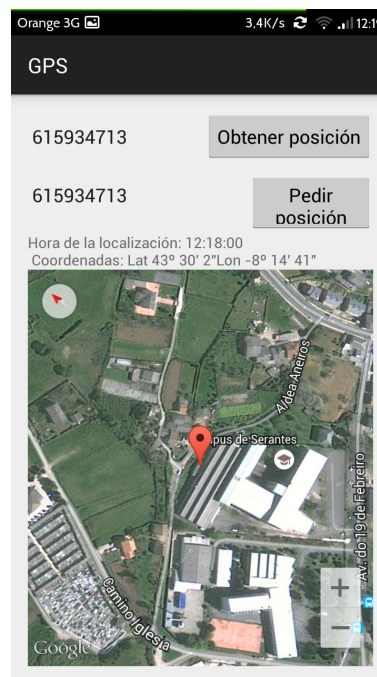 Orange 3G 3,4K/s 12:1
GPS
615934713 Obtener posición
615934713 Pedir posición
Hora de la localización: 12:18:00
Coordenadas: Lat 43º 30' 2"Lon -8º 14' 41"
Aldea Aneiros
pus de Serantes
Av. do 19 de Febreiro
Camino Iglesia
+
−
Google